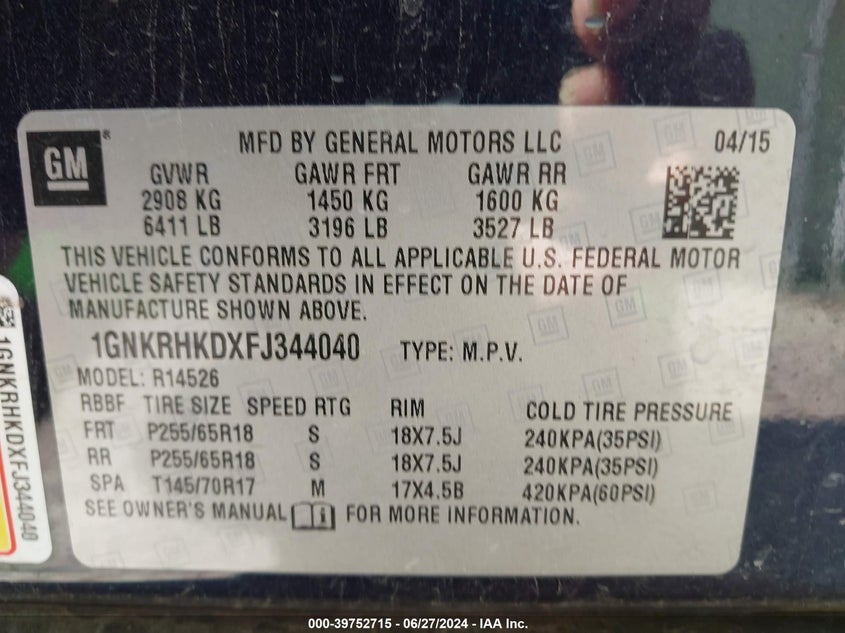 GM
®
MFD BY GENERAL MOTORS LLC 04/15
GVWR GAWR FRT GAWR RR
2908 KG 1450 KG 1600 KG
6411 LB 3196 LB 3527 LB
THIS VEHICLE CONFORMS TO ALL APPLICABLE U.S. FEDERAL MOTOR
VEHICLE SAFETY STANDARDS IN EFFECT ON THE DATE OF
MANUFACTURE SHOWN ABOVE.
1GNKRHKDXFJ344040 TYPE: M.P.V.
MODEL: R14526
RBBF TIRE SIZE SPEED RTG RIM COLD TIRE PRESSURE
FRT P255/65R18 S 18X7.5J 240KPA(35PSI)
RR P255/65R18 S 18X7.5J 240KPA(35PSI)
SPA T145/70R17 M 17X4.5B 420KPA(60PSI)
SEE OWNER'S MANUAL FOR MORE INFORMATION.
1GNKRHKDXFJ344040
000-39752715 - 06/27/2024 - IAA Inc.